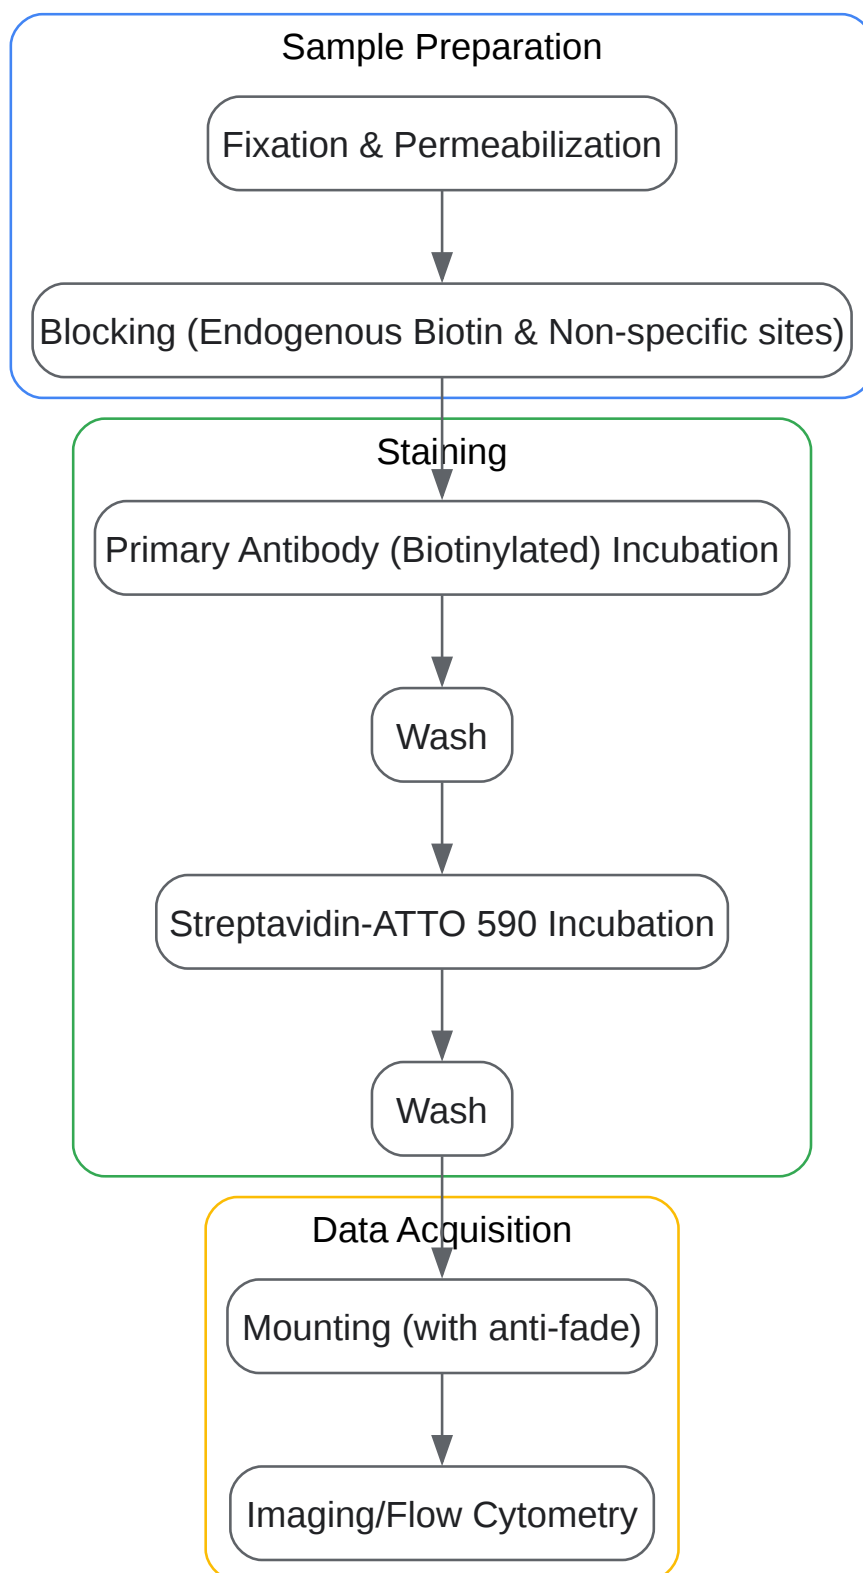 Sample Preparation
Fixation & Permeabilization
Blocking (Endogenous Biotin & Non-specific sites)
Staining
Primary Antibody (Biotinylated) Incubation
Wash
Streptavidin-ATTO 590 Incubation
Wash
Data Acquisition
Mounting (with anti-fade)
Imaging/Flow Cytometry